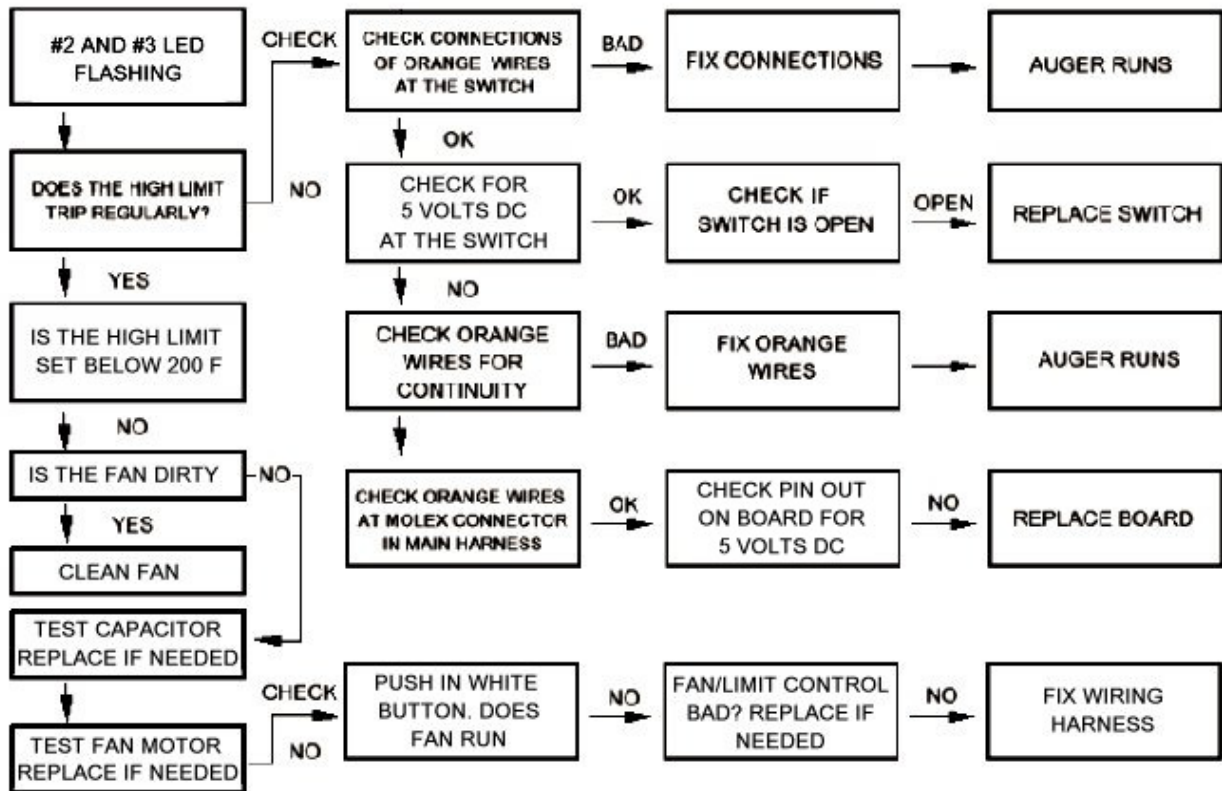 #2 AND #3 LED
FLASHING
CHECK
CHECK CONNECTIONS
OF ORANGE WIRES
AT THE SWITCH
BAD
FIX CONNECTIONS
AUGER RUNS
OK
DOES THE HIGH LIMIT
TRIP REGULARLY?
NO
CHECK FOR
5 VOLTS DC
AT THE SWITCH
OK
CHECK IF
SWITCH IS OPEN
OPEN
REPLACE SWITCH
YES
NO
IS THE HIGH LIMIT
SET BELOW 200 F
CHECK ORANGE
WIRES FOR
CONTINUITY
BAD
FIX ORANGE
WIRES
AUGER RUNS
NO
IS THE FAN DIRTY
NO
CHECK ORANGE WIRES
AT MOLEX CONNECTOR
IN MAIN HARNESS
OK
CHECK PIN OUT
ON BOARD FOR
5 VOLTS DC
NO
REPLACE BOARD
YES
CLEAN FAN
TEST CAPACITOR
REPLACE IF NEEDED
CHECK
PUSH IN WHITE
BUTTON. DOES
FAN RUN
NO
FAN/LIMIT CONTROL
BAD? REPLACE IF
NEEDED
NO
FIX WIRING
HARNESS
TEST FAN MOTOR
REPLACE IF NEEDED
NO